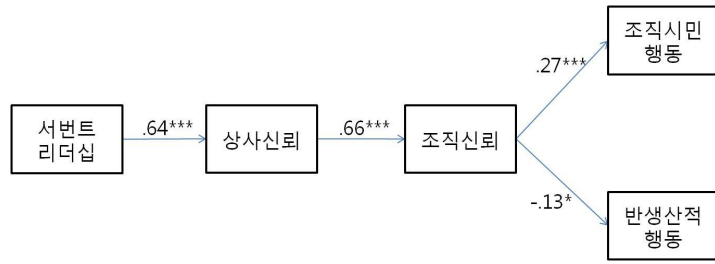 서번트
리더십
.64***
상사신뢰
.66***
조직신뢰
.27***
조직시민
행동
-.13*
반생산적
행동